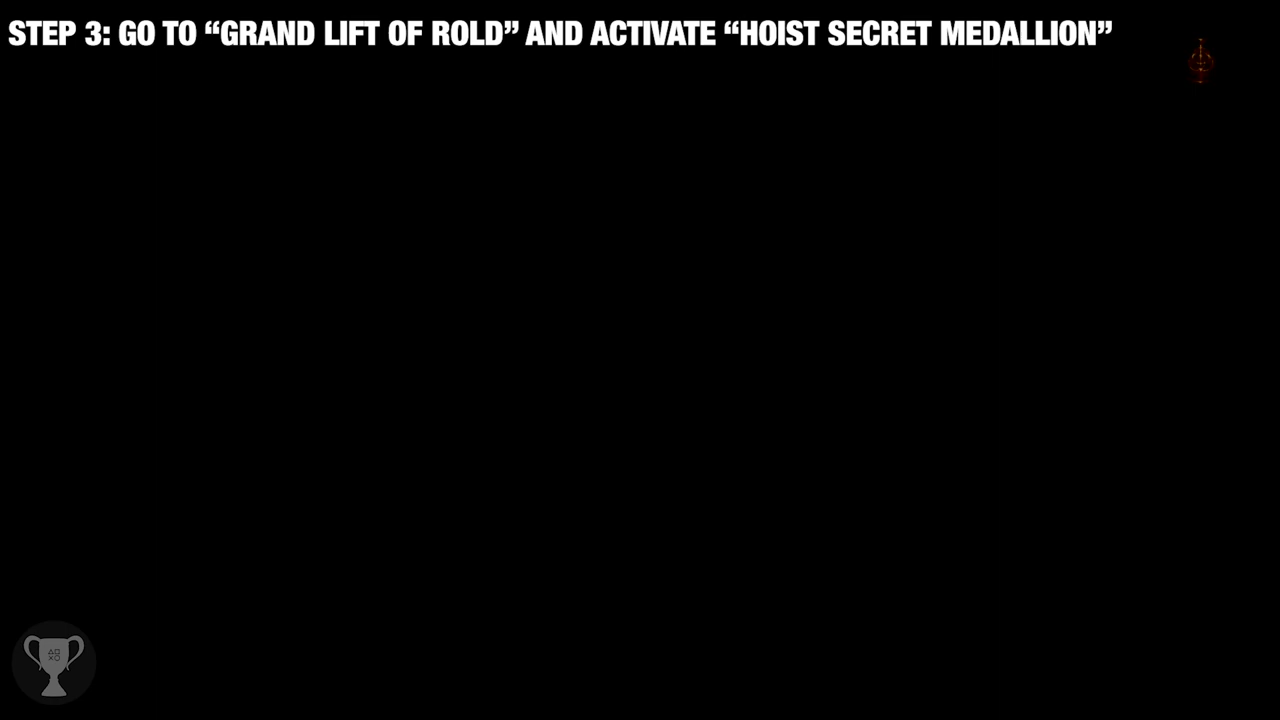 STEP 3: GO TO “GRAND LIFT OF ROLD” AND ACTIVATE “HOIST SECRET MEDALLION”